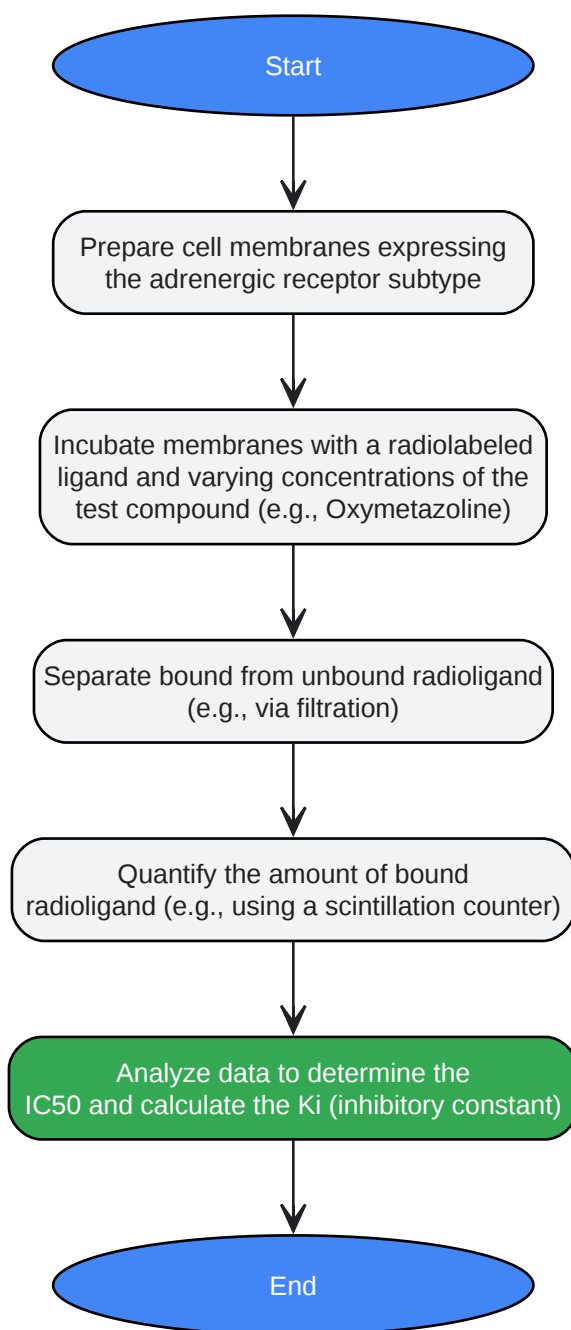 Start
Prepare cell membranes expressing
the adrenergic receptor subtype
Incubate membranes with a radiolabeled
ligand and varying concentrations of the
test compound (e.g., Oxymetazoline)
Separate bound from unbound radioligand
(e.g., via filtration)
Quantify the amount of bound
radioligand (e.g., using a scintillation counter)
Analyze data to determine the
IC50 and calculate the Ki (inhibitory constant)
End